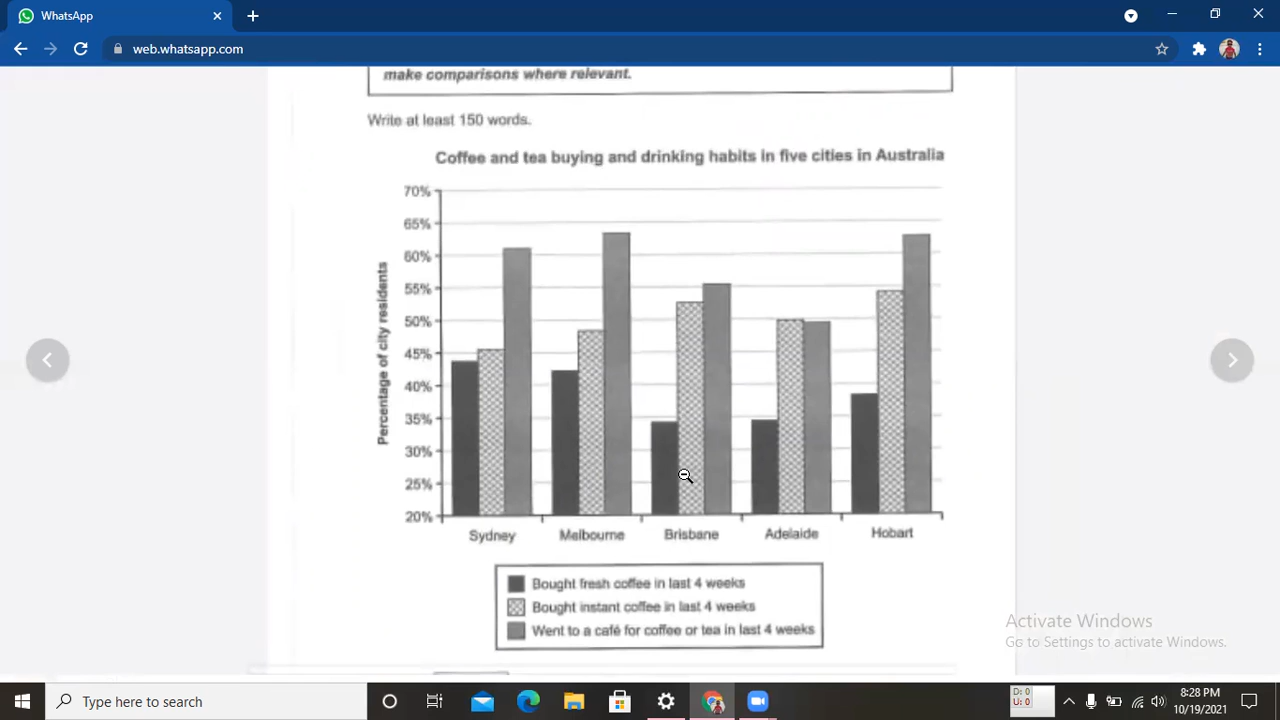 WhatsApp
web.whatsapp.com
make comparisons where relevant.
Write at least 150 words.
Coffee and tea buying and drinking habits in five cities in Australia
Percentage of city residents
70%
65%
60%
55%
50%
45%
40%
35%
30%
25%
20%
Sydney Melbourne Brisbane Adelaide Hobart
Bought fresh coffee in last 4 weeks
Bought instant coffee in last 4 weeks
Went to a café for coffee or tea in last 4 weeks
Activate Windows
Go to Settings to activate Windows.
Type here to search
D: 0
U: 0
8:28 PM
10/19/2021